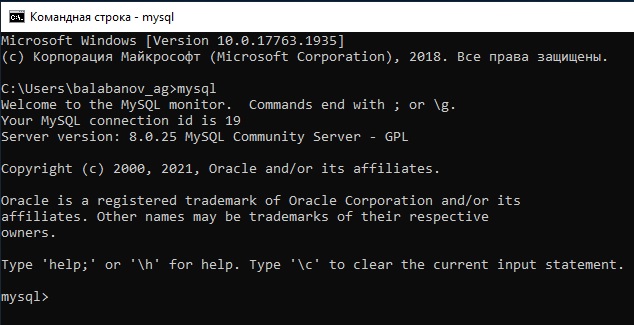 Командная строка - mysql
Microsoft Windows [Version 10.0.17763.1935]
(c) Корпорация Майкрософт (Microsoft Corporation), 2018. Все права защищены.
C:\Users\balabanov_ag>mysql
Welcome to the MySQL monitor.  Commands end with ; or \g.
Your MySQL connection id is 19
Server version: 8.0.25 MySQL Community Server - GPL
Copyright (c) 2000, 2021, Oracle and/or its affiliates.
Oracle is a registered trademark of Oracle Corporation and/or its
affiliates. Other names may be trademarks of their respective
owners.
Type 'help;' or '\h' for help. Type '\c' to clear the current input statement.
mysql>